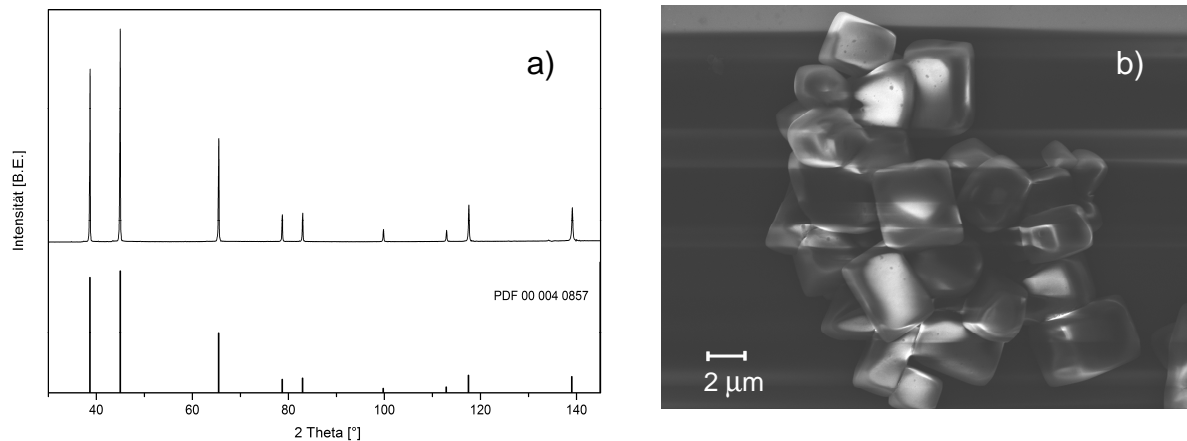 a)
Intensität [B.E.]
PDF 00 004 0857
40 60 80 100 120 140
2 Theta [°]
b)
2 µm